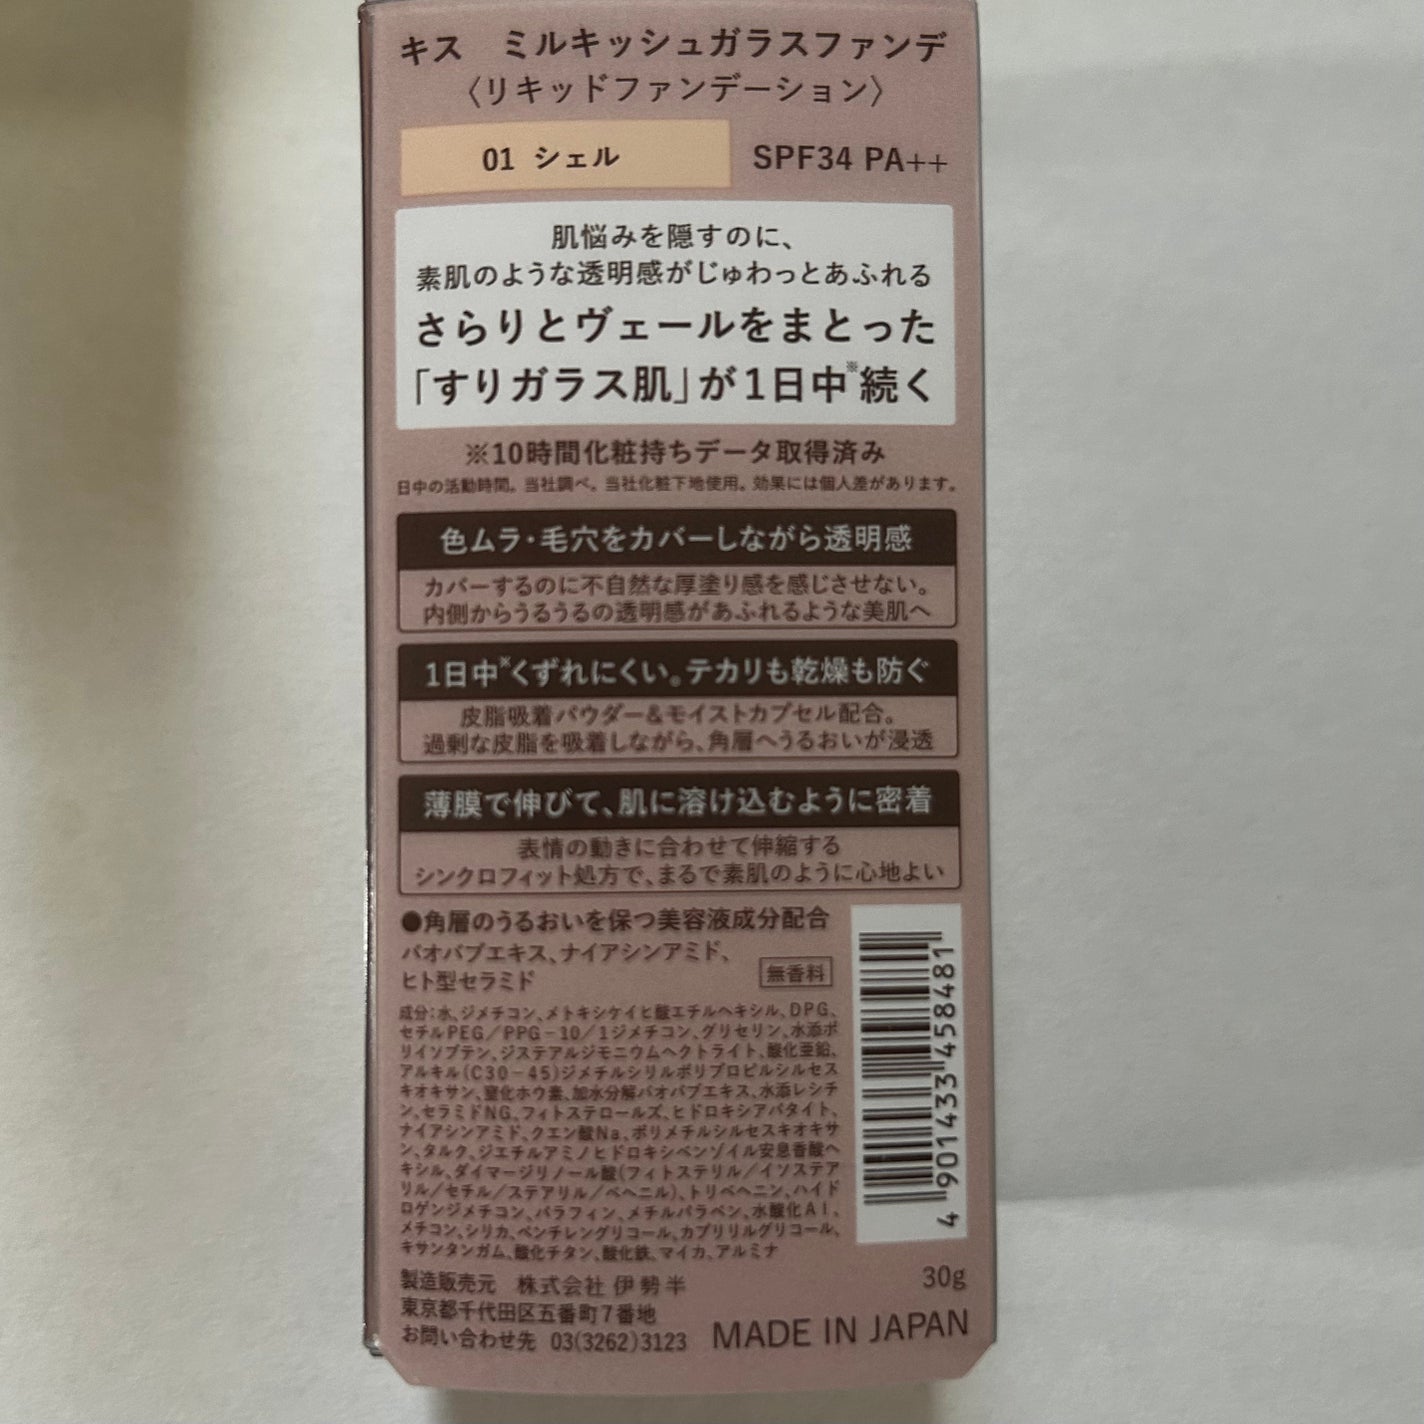 キス ミルキッシュガラスファンデ
〈リキッドファンデーション〉
01 シェル
SPF34 PA++
肌悩みを隠すのに、
素肌のような透明感がじゅわっとあふれる
さらりとヴェールをまとった
「すりガラス肌」が1日中※続く
※10時間化粧持ちデータ取得済み
日中の活動時間。当社調べ。当社化粧下地使用。効果には個人差があります。
色ムラ・毛穴をカバーしながら透明感
カバーするのに不自然な厚塗り感を感じさせない。
内側からうるうるの透明感があふれるような美肌へ
1日中※くずれにくい。テカリも乾燥も防ぐ
皮脂吸着パウダー&モイストカプセル配合。
過剰な皮脂を吸着しながら、角層へうるおいが浸透
薄膜で伸びて、肌に溶け込むように密着
表情の動きに合わせて伸縮する
シンクロフィット処方で、まるで素肌のように心地よい
●角層のうるおいを保つ美容液成分配合
バオバブエキス、ナイアシンアミド、
ヒト型セラミド
無香料
成分:水、ジメチコン、メトキシケイヒ酸エチルヘキシル、DPG、
セチルPEG/PPG-10/1ジメチコン、グリセリン、水添ポ
リイソブテン、ジステアルジモニウムヘクトライト、酸化亜鉛、
アルキル(C30-45)ジメチルシリルポリプロピルシルセス
キオキサン、窒化ホウ素、加水分解バオバブエキス、水添レシチ
ン、セラミドNG、フィトステロールズ、ヒドロキシアパタイト、
ナイアシンアミド、クエン酸Na、ポリメチルシルセスキオキサ
ン、タルク、ジエチルアミノヒドロキシベンゾイル安息香酸ヘ
キシル、ダイマージリノール酸(フィトステリル/イソステア
リル/セチル/ステアリル/ベヘニル)、トリベヘニン、ハイド
ロゲンジメチコン、パラフィン、メチルパラベン、水酸化Al、
メチコン、シリカ、ペンチレングリコール、カプリリルグリコール、
キサンタンガム、酸化チタン、酸化鉄、マイカ、アルミナ
4 901433 458481
製造販売元 株式会社 伊勢半
東京都千代田区五番町7番地
お問い合わせ先 03(3262)3123
30g
MADE IN JAPAN